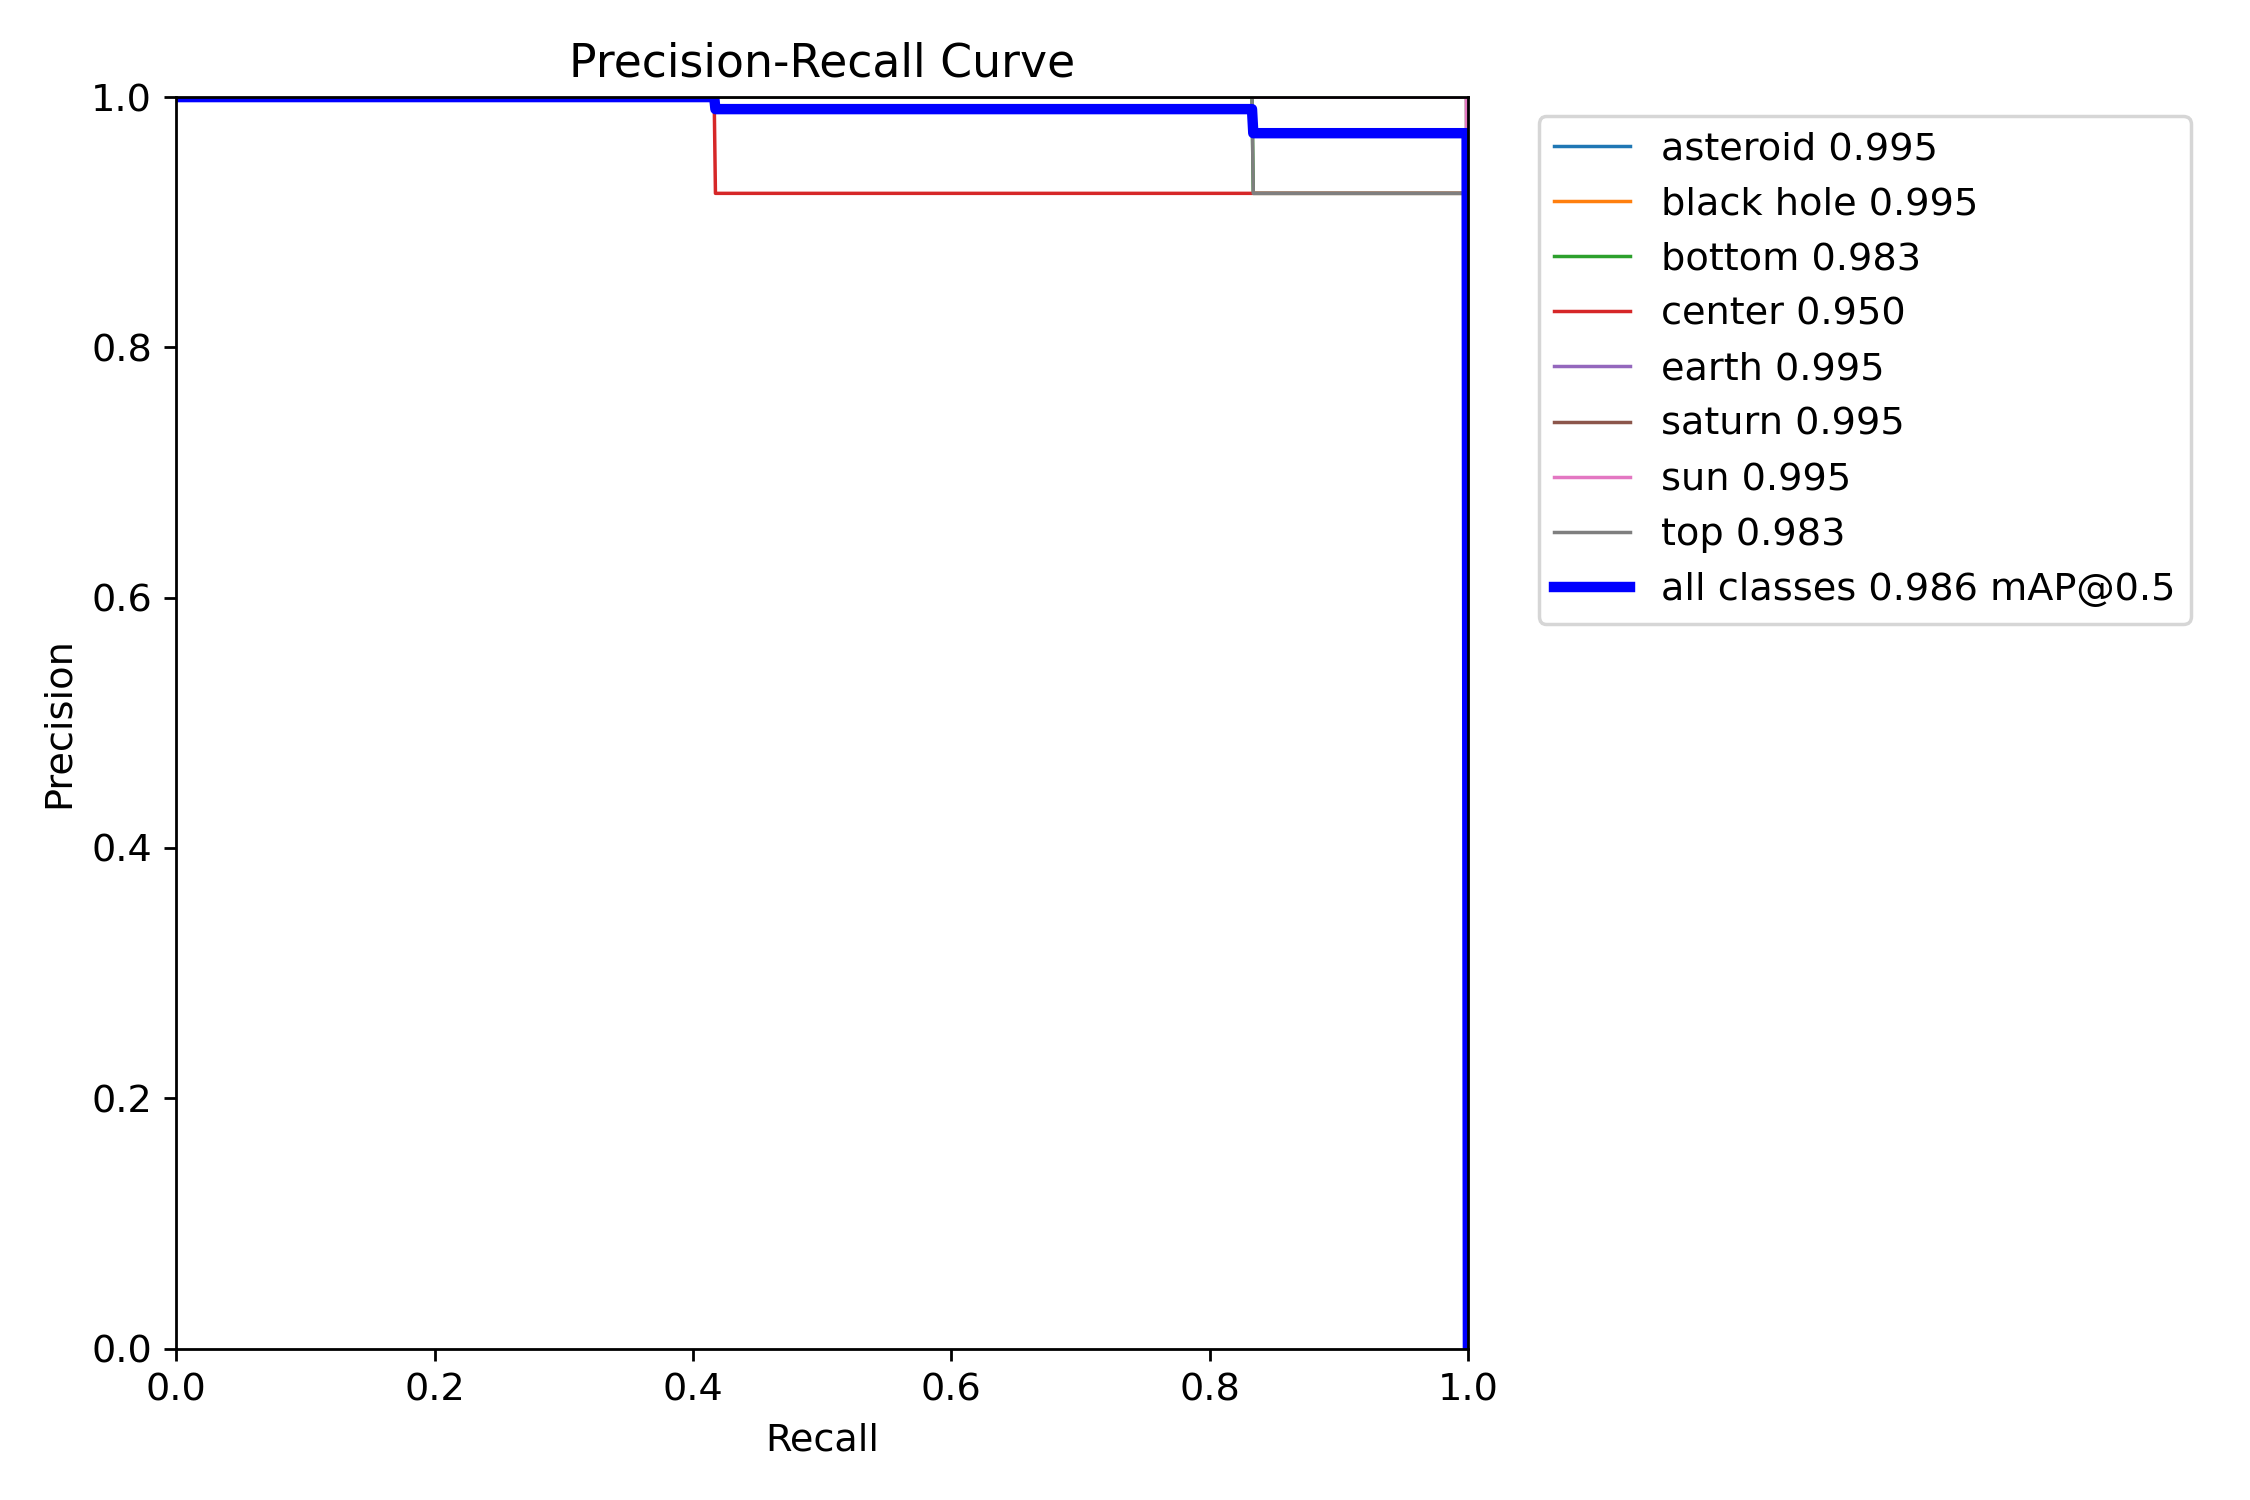 Precision-Recall Curve
1.0
0.8
0.6
0.4
0.2
0.0
Precision
0.0 0.2 0.4 0.6 0.8 1.0
Recall
asteroid 0.995
black hole 0.995
bottom 0.983
center 0.950
earth 0.995
saturn 0.995
sun 0.995
top 0.983
all classes 0.986 mAP@0.5